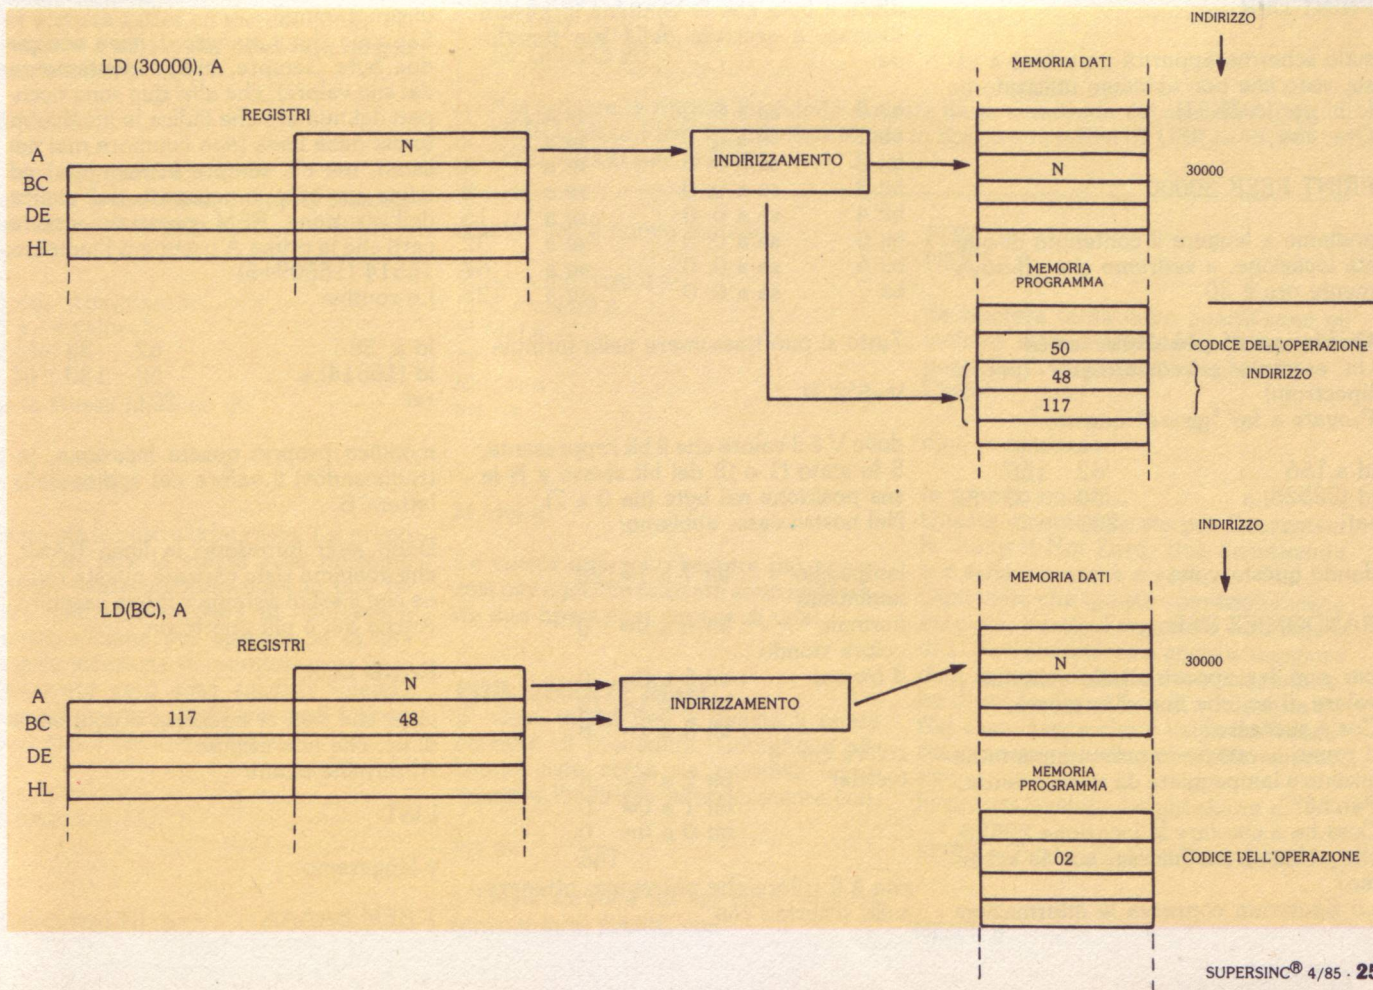 INDIRIZZO
LD (30000), A
MEMORIA DATI
REGISTRI
A
N
BC
DE
HL
INDIRIZZAMENTO
N
30000
MEMORIA
PROGRAMMA
50
CODICE DELL'OPERAZIONE
48
INDIRIZZO
117
INDIRIZZO
MEMORIA DATI
LD(BC), A
REGISTRI
A
N
BC
117
48
DE
HL
INDIRIZZAMENTO
N
30000
MEMORIA
PROGRAMMA
02
CODICE DELL'OPERAZIONE
SUPERSINC® 4/85 · 25